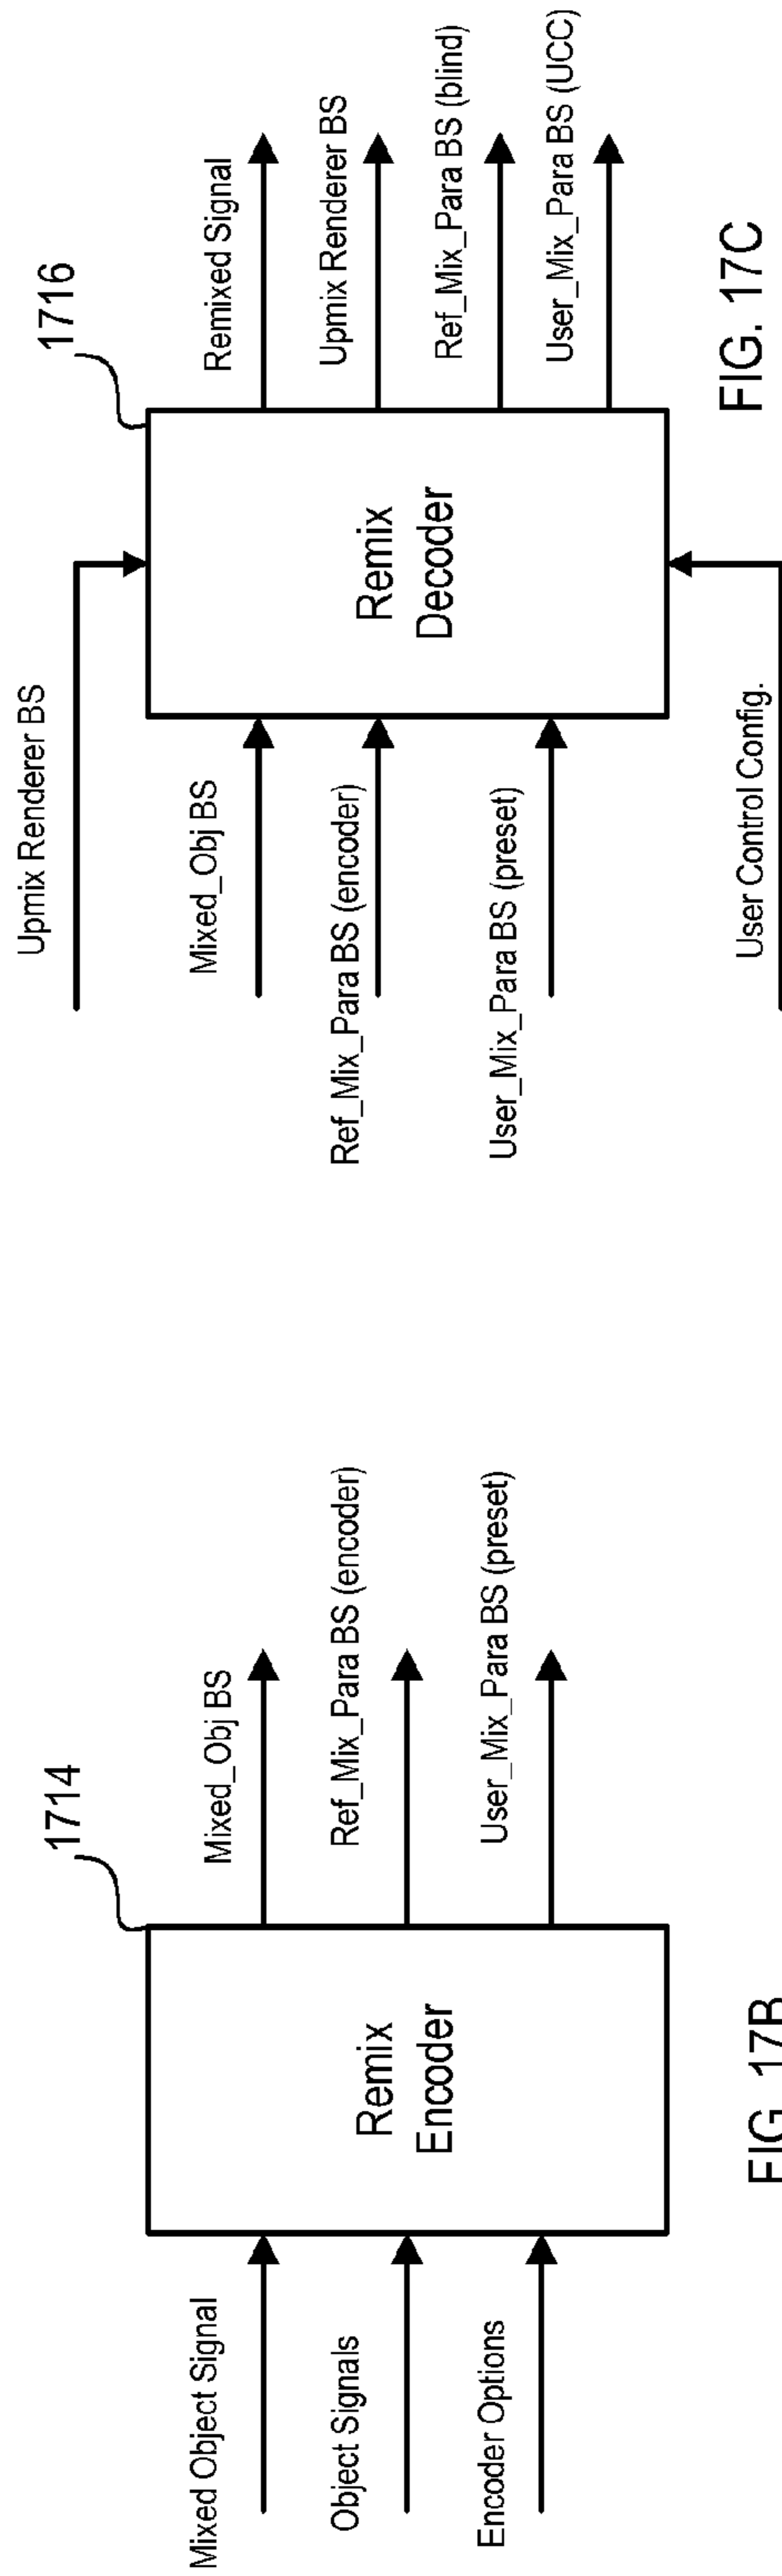 1714
Mixed Object Signal
Object Signals
Encoder Options
Remix
Encoder
Mixed_Obj BS
Ref_Mix_Para BS (encoder)
User_Mix_Para BS (preset)
FIG. 17B
1716
Upmix Renderer BS
Mixed_Obj BS
Ref_Mix_Para BS (encoder)
User_Mix_Para BS (preset)
User Control Config.
Remix
Decoder
Remixed Signal
Upmix Renderer BS
Ref_Mix_Para BS (blind)
User_Mix_Para BS (UCC)
FIG. 17C